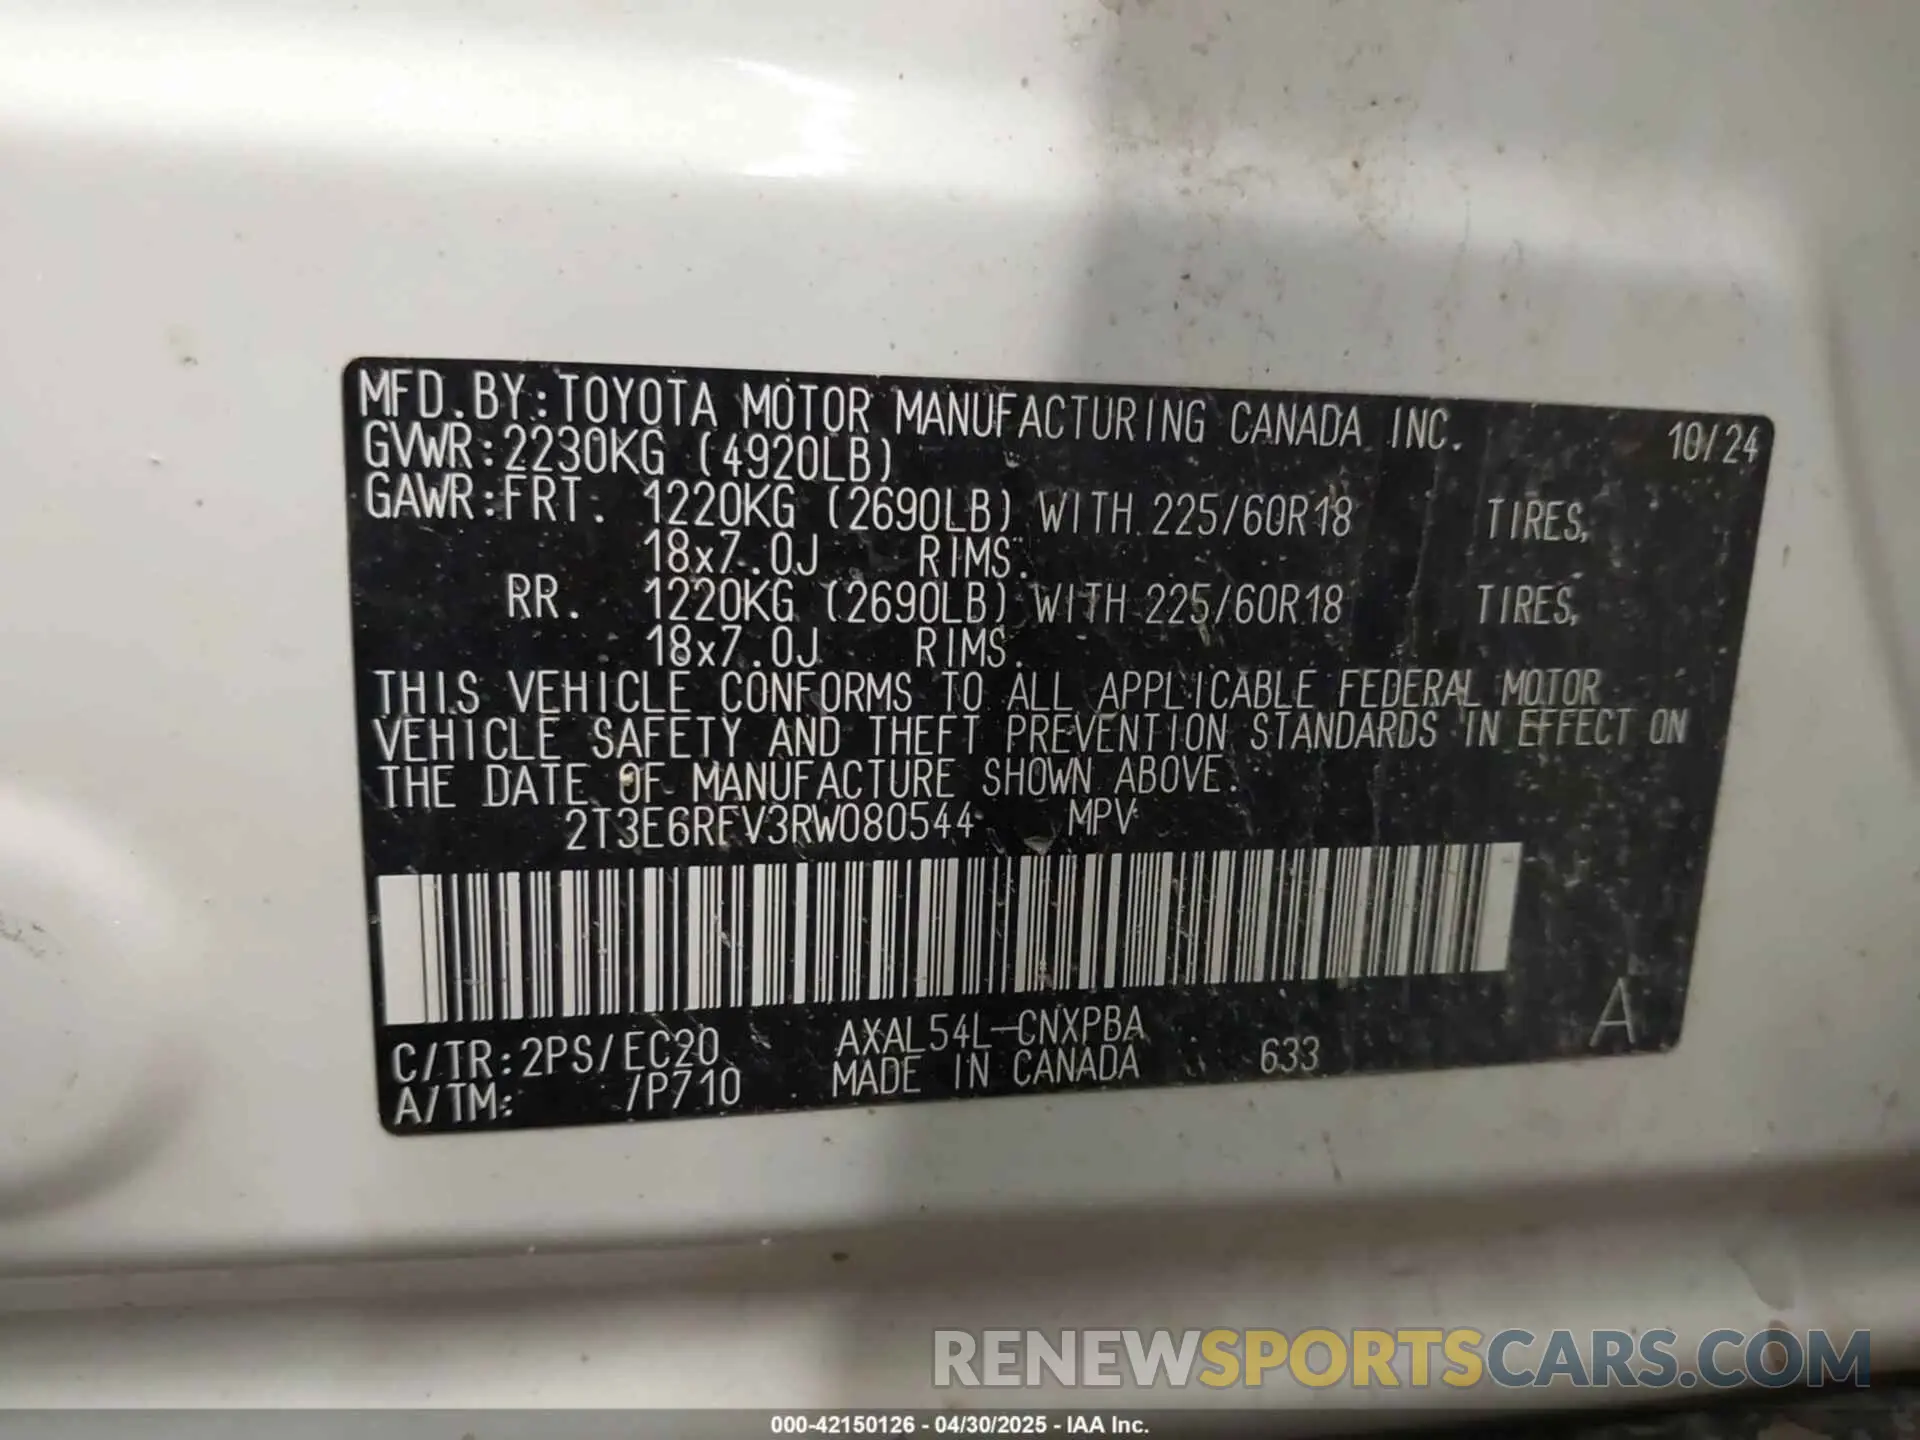 MFD.BY:TOYOTA MOTOR MANUFACTURING CANADA INC. 10/24
GVWR:2230KG (4920LB)
GAWR:FRT. 1220KG (2690LB) WITH 225/60R18 TIRES,
18x7.0J RIMS.
RR. 1220KG (2690LB) WITH 225/60R18 TIRES,
18x7.0J RIMS.
THIS VEHICLE CONFORMS TO ALL APPLICABLE FEDERAL MOTOR
VEHICLE SAFETY AND THEFT PREVENTION STANDARDS IN EFFECT ON
THE DATE OF MANUFACTURE SHOWN ABOVE.
2T3E6RFV3RW080544 MPV
C/TR:2PS/EC20 AXAL54L-CNXPBA A
A/TM: /P710 MADE IN CANADA 633
RENEWSPORTSCARS.COM
000-42150126 - 04/30/2025 - IAA Inc.